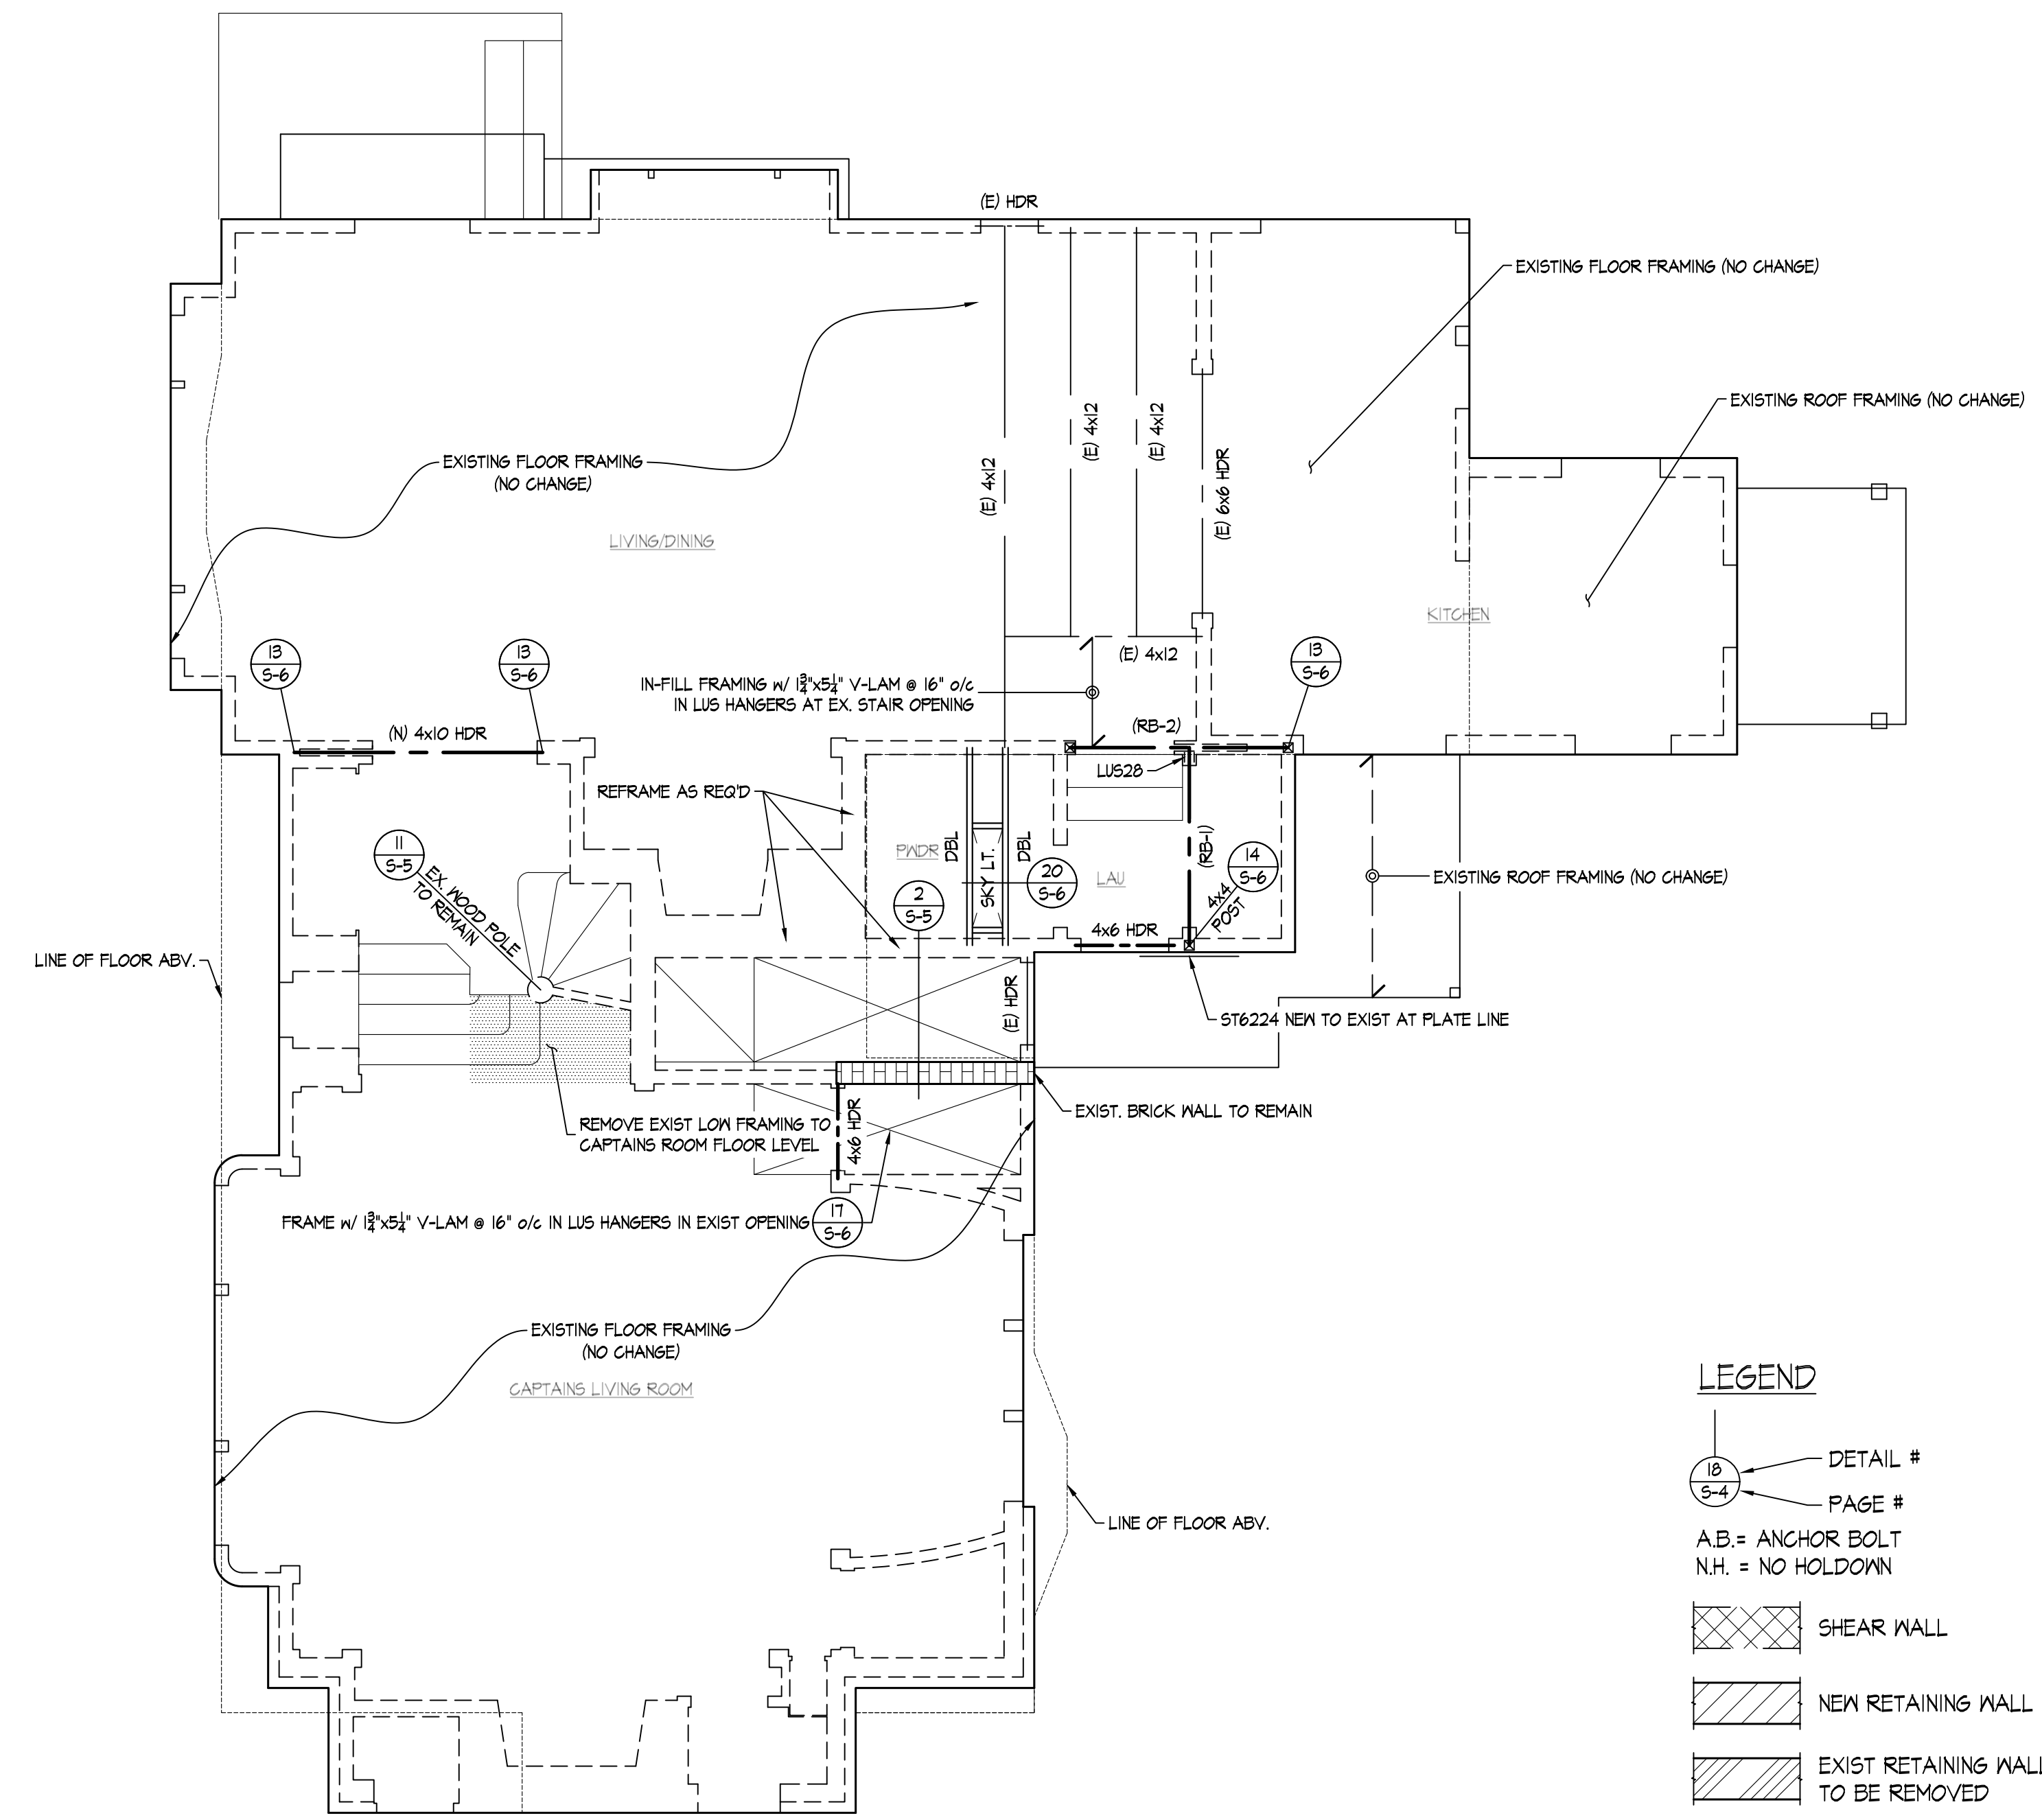 (E) HDR
EXISTING FLOOR FRAMING (NO CHANGE)
EXISTING ROOF FRAMING (NO CHANGE)
(E) 4x12
(E) 4x12
(E) 4x12
(E) 6x6 HDR
EXISTING FLOOR FRAMING
(NO CHANGE)
LIVING/DINING
KITCHEN
13
S-6
13
S-6
13
S-6
(E) 4x12
IN-FILL FRAMING w/ 1 3/4"x5 1/4" V-LAM @ 16" o/c
IN LUS HANGERS AT EX. STAIR OPENING
(RB-2)
(N) 4x10 HDR
LUS28
REFRAME AS REQ'D
11
S-5
EX. WOOD POLE
TO REMAIN
PWDR
DBL
SKY LT.
DBL
20
S-6
LAU
(RB-1)
14
S-6
4x4
POST
EXISTING ROOF FRAMING (NO CHANGE)
2
S-5
4x6 HDR
LINE OF FLOOR ABV.
(E) HDR
ST6224 NEW TO EXIST AT PLATE LINE
EXIST. BRICK WALL TO REMAIN
REMOVE EXIST LOW FRAMING TO
CAPTAINS ROOM FLOOR LEVEL
4x6 HDR
FRAME w/ 1 3/4"x5 1/4" V-LAM @ 16" o/c IN LUS HANGERS IN EXIST OPENING
17
S-6
EXISTING FLOOR FRAMING
(NO CHANGE)
CAPTAINS LIVING ROOM
LINE OF FLOOR ABV.
LEGEND
18
S-4
DETAIL #
PAGE #
A.B.= ANCHOR BOLT
N.H. = NO HOLDOWN
SHEAR WALL
NEW RETAINING WALL
EXIST RETAINING WALL
TO BE REMOVED